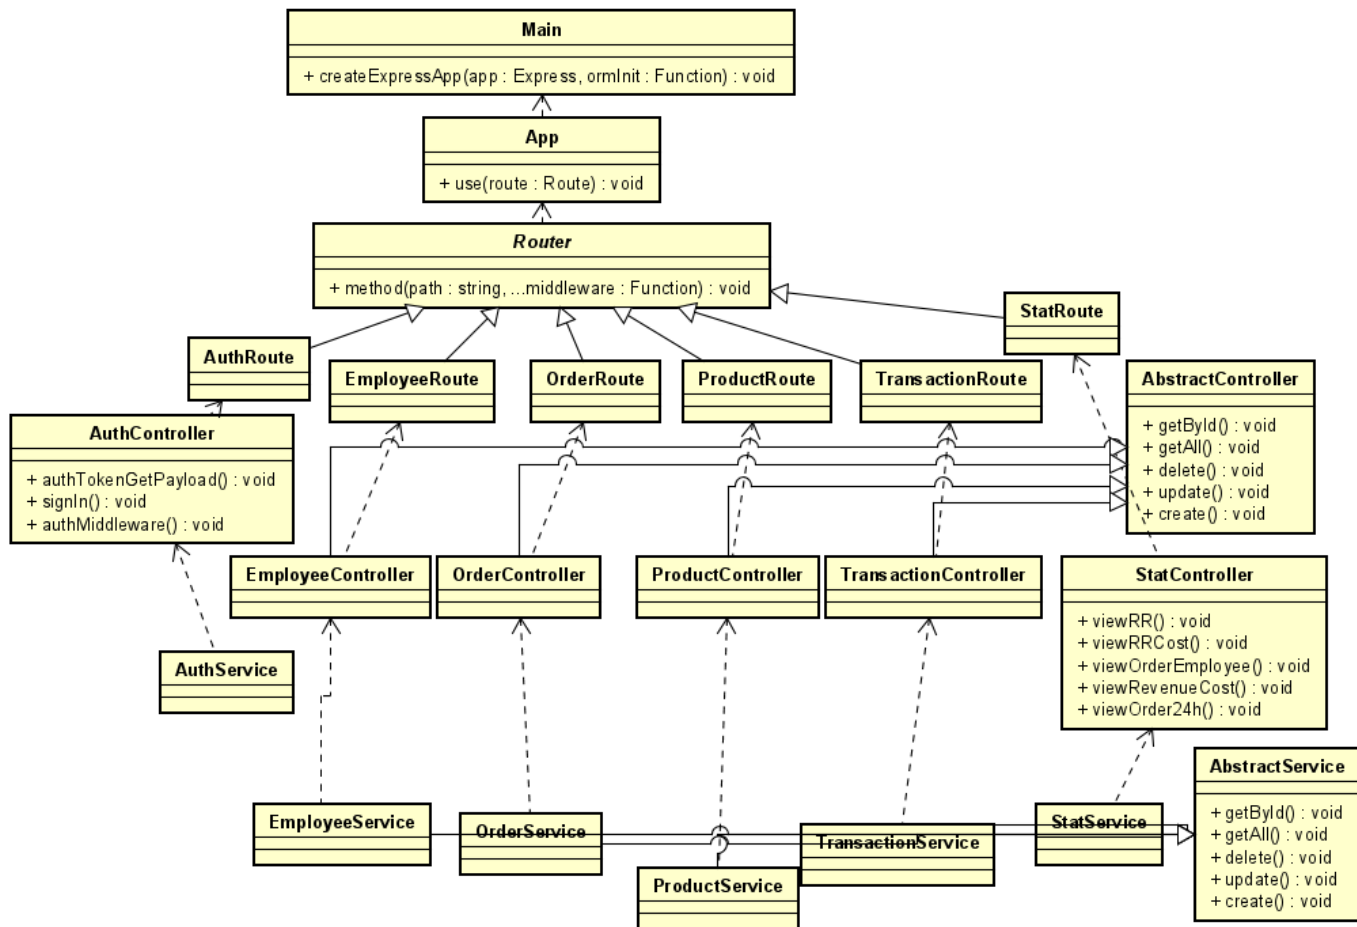 Main
+ createExpressApp(app : Express, ormInit : Function) : void
App
+ use(route : Route) : void
Router
+ method(path : string, ...middleware : Function) : void
StatRoute
AuthRoute
EmployeeRoute
OrderRoute
ProductRoute
TransactionRoute
AbstractController
+ getById() : void
+ getAll() : void
+ delete() : void
+ update() : void
+ create() : void
AuthController
+ authTokenGetPayload() : void
+ signIn() : void
+ authMiddleware() : void
EmployeeController
OrderController
ProductController
TransactionController
StatController
+ viewRR() : void
+ viewRRCost() : void
+ viewOrderEmployee() : void
+ viewRevenueCost() : void
+ viewOrder24h() : void
AuthService
AbstractService
+ getById() : void
+ getAll() : void
+ delete() : void
+ update() : void
+ create() : void
EmployeeService
OrderService
TransactionService
StatService
ProductService